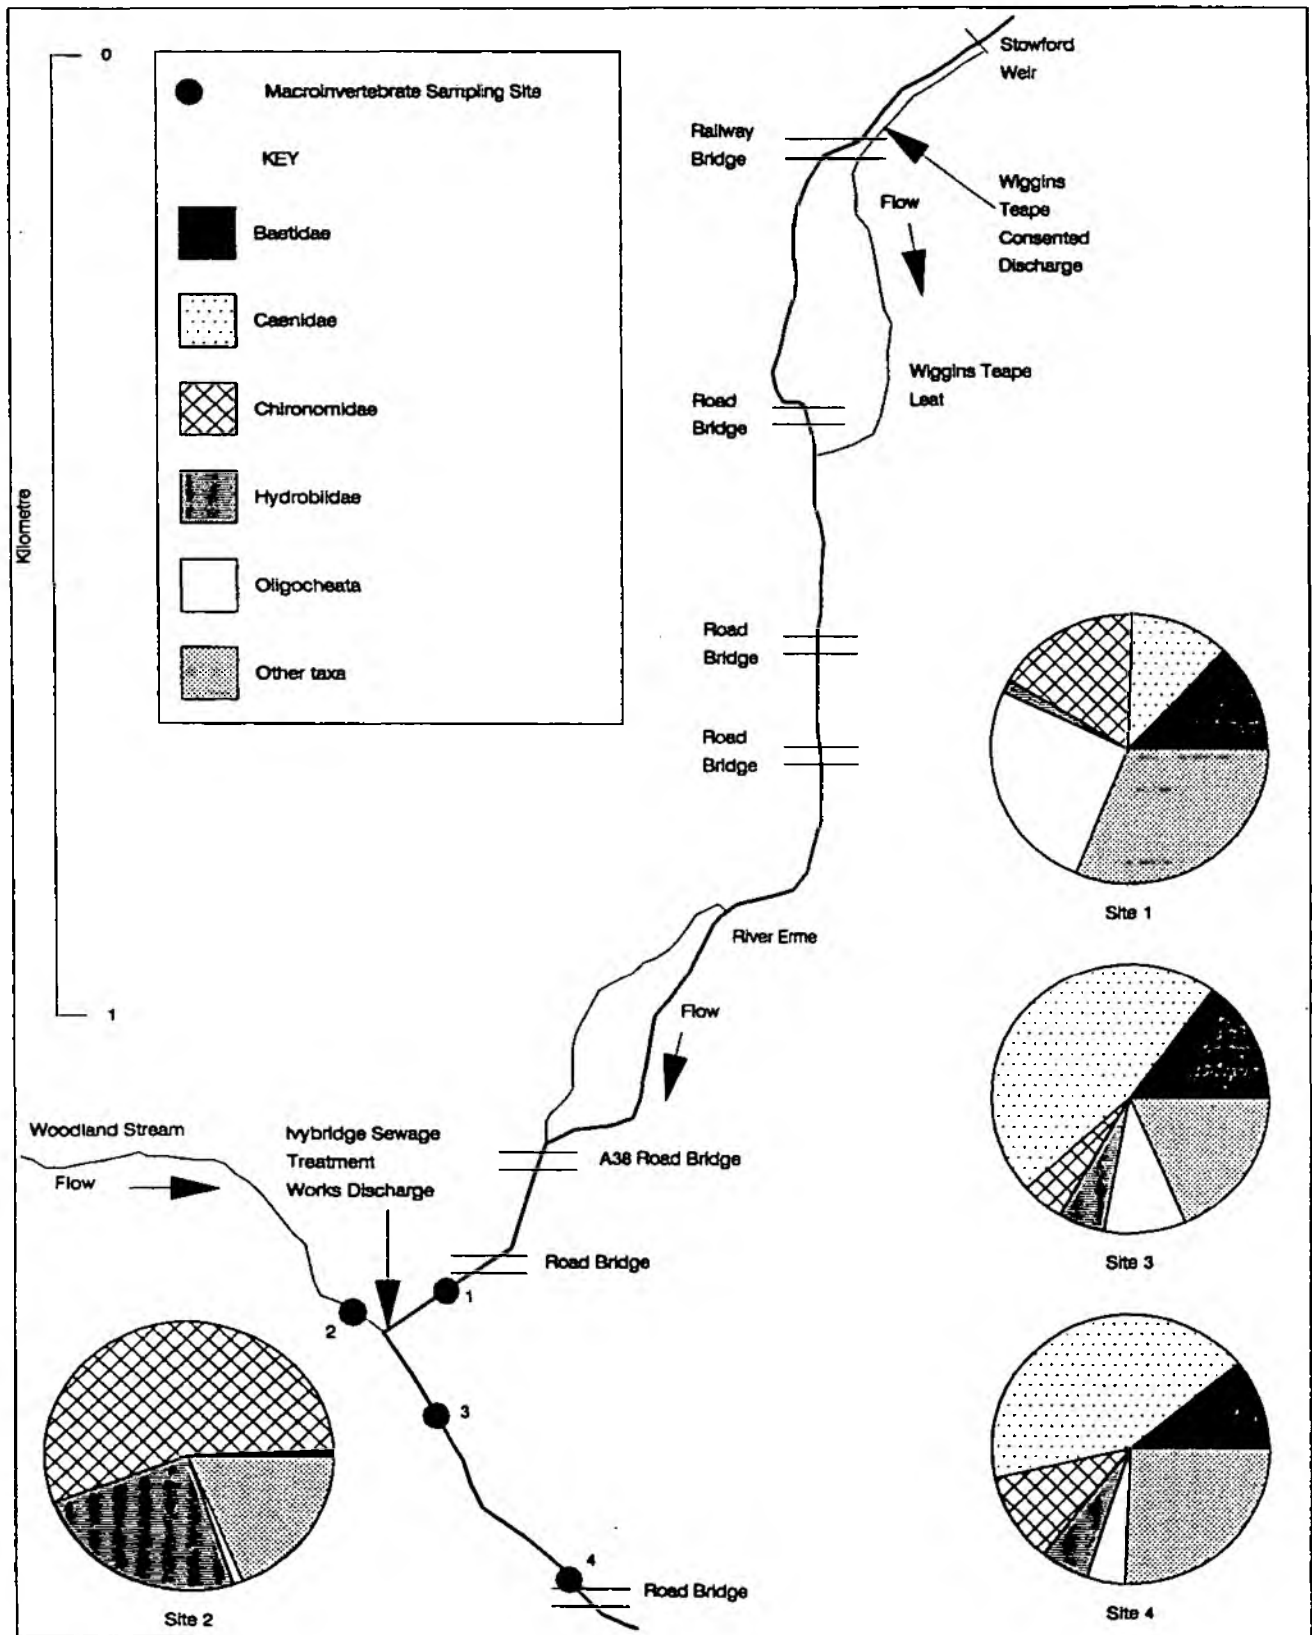 0
Stowford
Weir
Macroinvertebrate Sampling Site
KEY
Baetidae
Caenidae
Chironomidae
Hydrobiidae
Oligocheata
Other taxa
Railway
Bridge
Flow
Wiggins
Teape
Consented
Discharge
Road
Bridge
Wiggins Teape
Leat
Kilometre
Road
Bridge
Road
Bridge
Site 1
River Erme
1
Flow
Woodland Stream
Flow
Ivybridge Sewage
Treatment
Works Discharge
A38 Road Bridge
Road Bridge
Site 3
1
2
3
4
Road Bridge
Site 2
Site 4